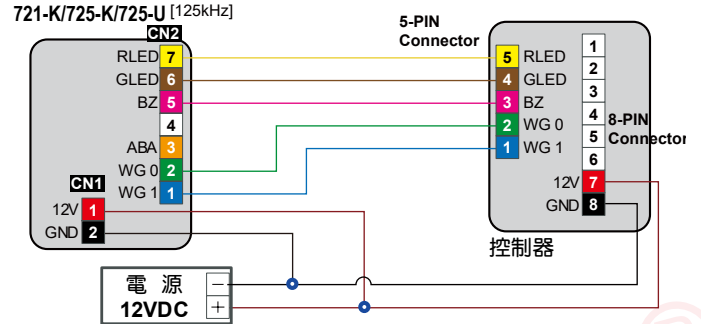 721-K/725-K/725-U [125kHz]
CN2
RLED 7
GLED 6
BZ 5
4
ABA 3
WG 0 2
WG 1 1
CN1
12V 1
GND 2
5-PIN
Connector
5 RLED
4 GLED
3 BZ
2 WG 0
1 WG 1
1
2
3
4
5
6
8-PIN
Connector
12V 7
GND 8
控制器
電 源
12VDC
−
+